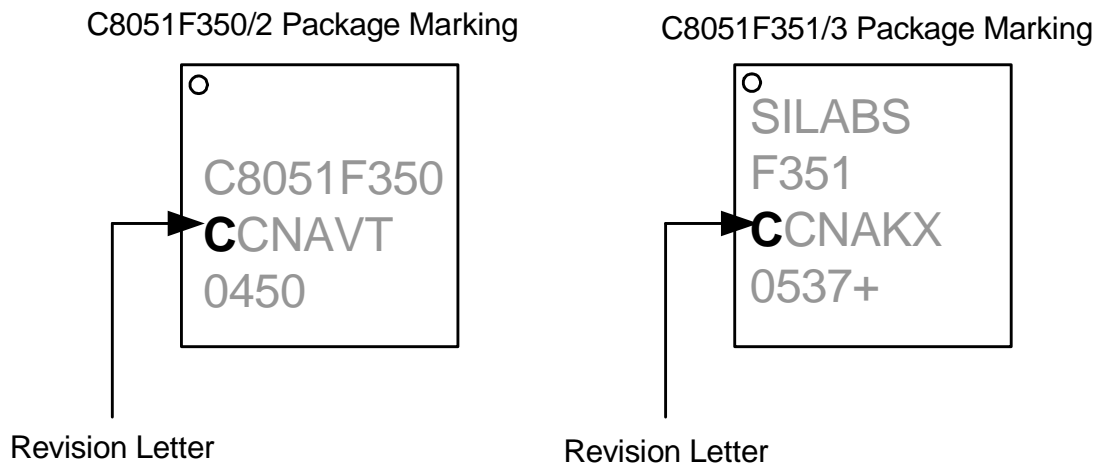 C8051F350/2 Package Marking
C8051F350
CCNAVT
0450
Revision Letter
C8051F351/3 Package Marking
SILABS
F351
CCNAKX
0537+
Revision Letter